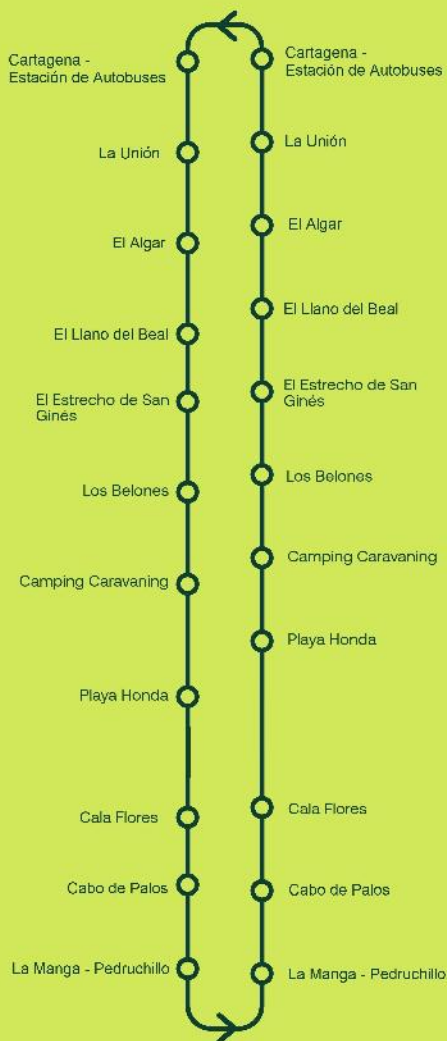 Cartagena -
Estación de Autobuses
La Unión
El Algar
El Llano del Beal
El Estrecho de San
Ginés
Los Belones
Camping Caravaning
Playa Honda
Cala Flores
Cabo de Palos
La Manga - Pedruchillo
Cartagena -
Estación de Autobuses
La Unión
El Algar
El Llano del Beal
El Estrecho de San
Ginés
Los Belones
Camping Caravaning
Playa Honda
Cala Flores
Cabo de Palos
La Manga - Pedruchillo